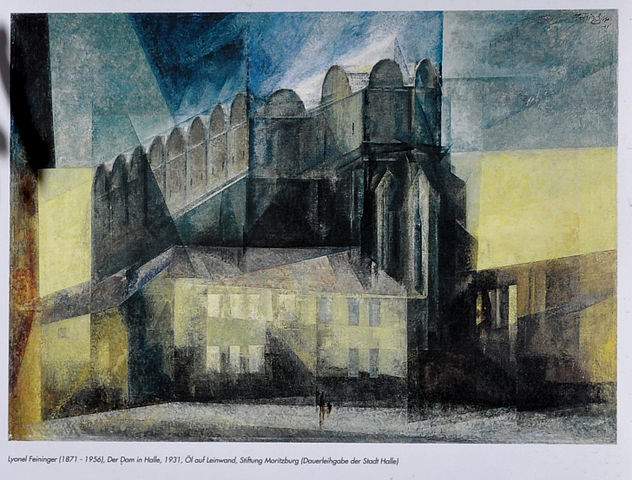 Lyonel Feininger (1871 - 1956), Der Dom in Halle, 1931, Öl auf Leinwand, Stiftung Moritzburg (Dauerleihgabe der Stadt Halle)